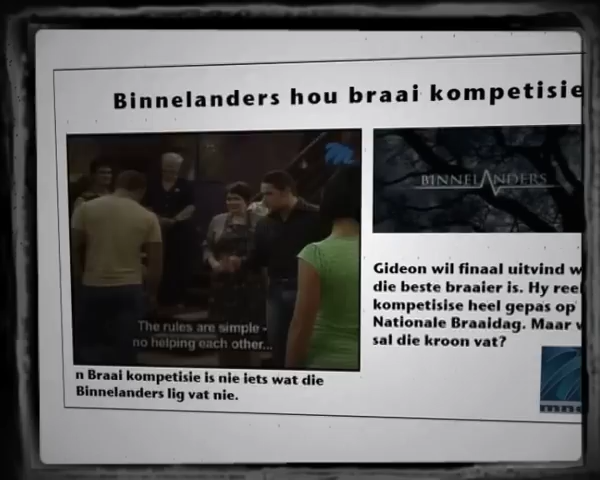 Binnelanders hou braai kompetisie
BINNELANDERS
The rules are simple -
no helping each other...
Gideon wil finaal uitvind w
die beste braaier is. Hy reel
kompetisise heel gepas op
Nationale Braaidag. Maar
sal die kroon vat?
n Braai kompetisie is nie iets wat die
Binnelanders lig vat nie.